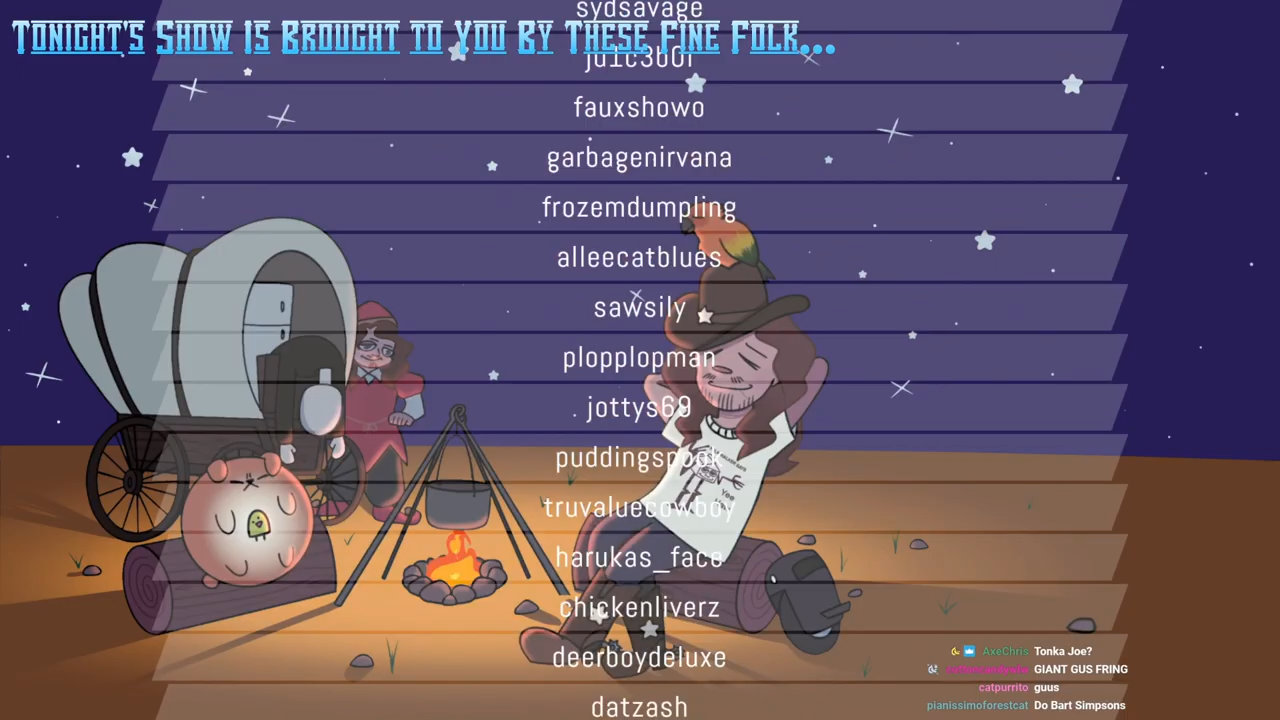 sydsavage
Tonight's Show Is Brought to You By These Fine Folk...
fauxshowo
garbagenirvana
frozemdumpling
alleecatblues
sawsily
plopplopman
jottys69
puddingspook
truvaluecowboy
harukas_face
chickenliverz
deerboydeluxe
datzash
AxeChris Tonka Joe?
GIANT GUS FRING
catpurrito guus
pianissimoforestcat Do Bart Simpsons